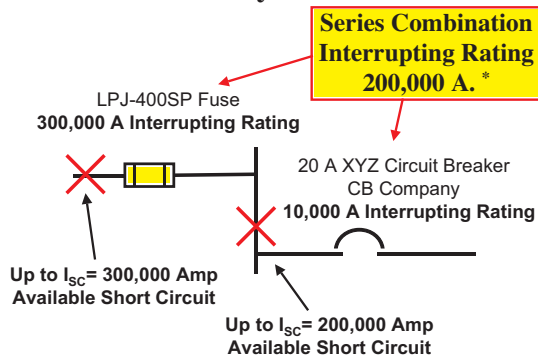 Series Combination
Interrupting Rating
200,000 A. *
LPJ-400SP Fuse
300,000 A Interrupting Rating
20 A XYZ Circuit Breaker
CB Company
10,000 A Interrupting Rating
Up to ISC= 300,000 Amp
Available Short Circuit
Up to ISC= 200,000 Amp
Available Short Circuit